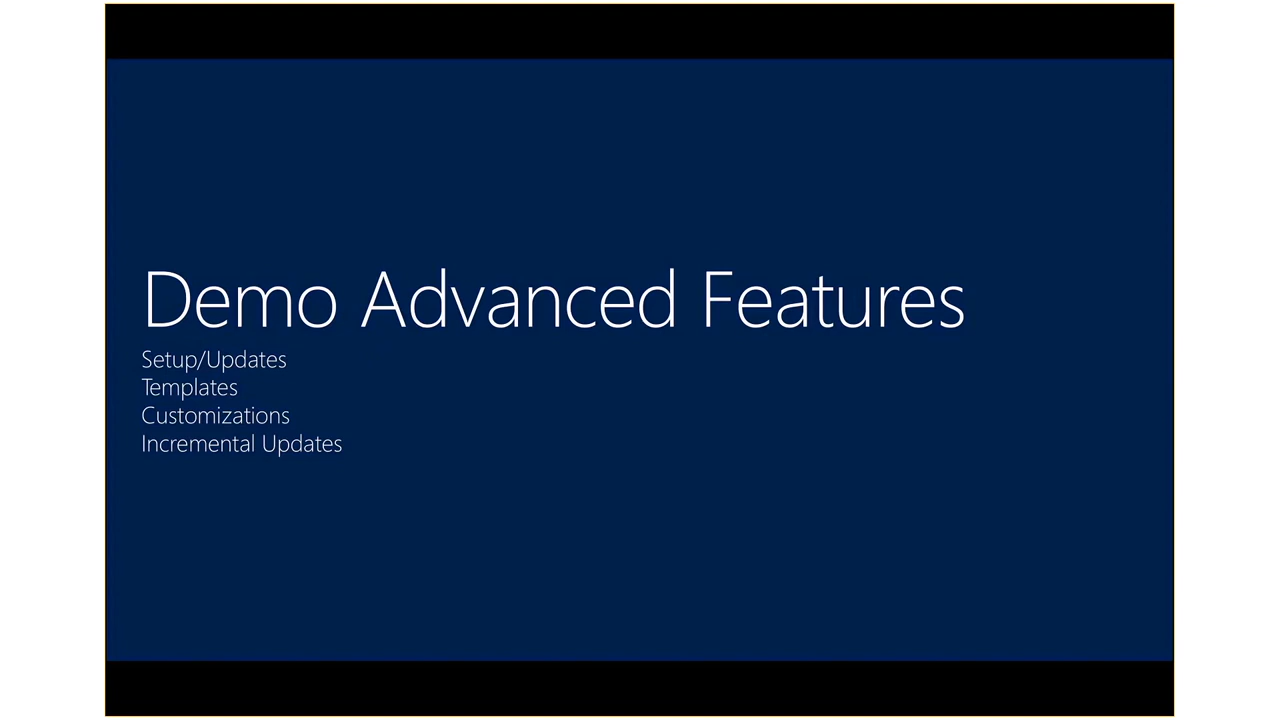 Demo Advanced Features
Setup/Updates
Templates
Customizations
Incremental Updates